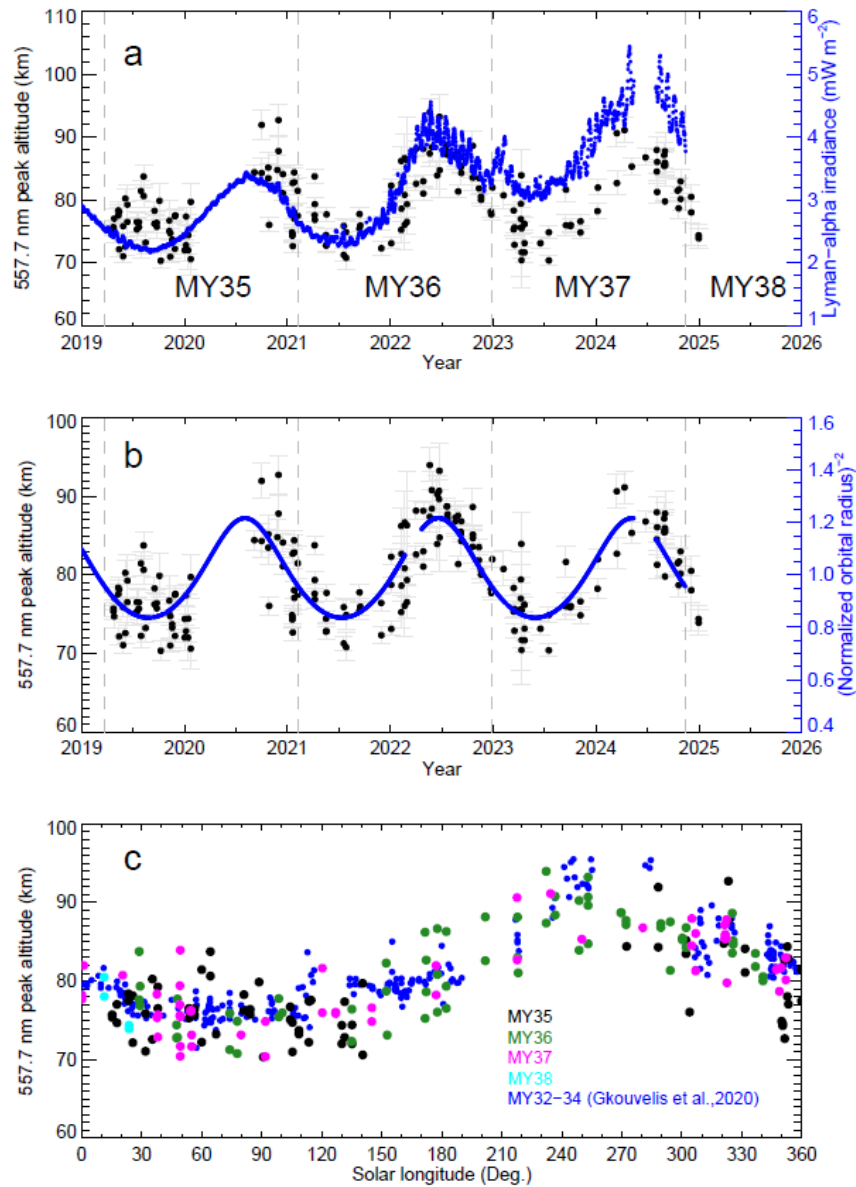 a
110
100
90
80
70
60
557.7 nm peak altitude (km)
6
5
4
3
2
1
Lyman−alpha irradiance (mW m−2)
MY35 MY36 MY37 MY38
2019 2020 2021 2022 2023 2024 2025 2026
Year
b
100
90
80
70
60
557.7 nm peak altitude (km)
1.6
1.4
1.2
1.0
0.8
0.6
0.4
(Normalized orbital radius)−2
2019 2020 2021 2022 2023 2024 2025 2026
Year
c
100
90
80
70
60
557.7 nm peak altitude (km)
MY35
MY36
MY37
MY38
MY32−34 (Gkouvelis et al.,2020)
0 30 60 90 120 150 180 210 240 270 300 330 360
Solar longitude (Deg.)